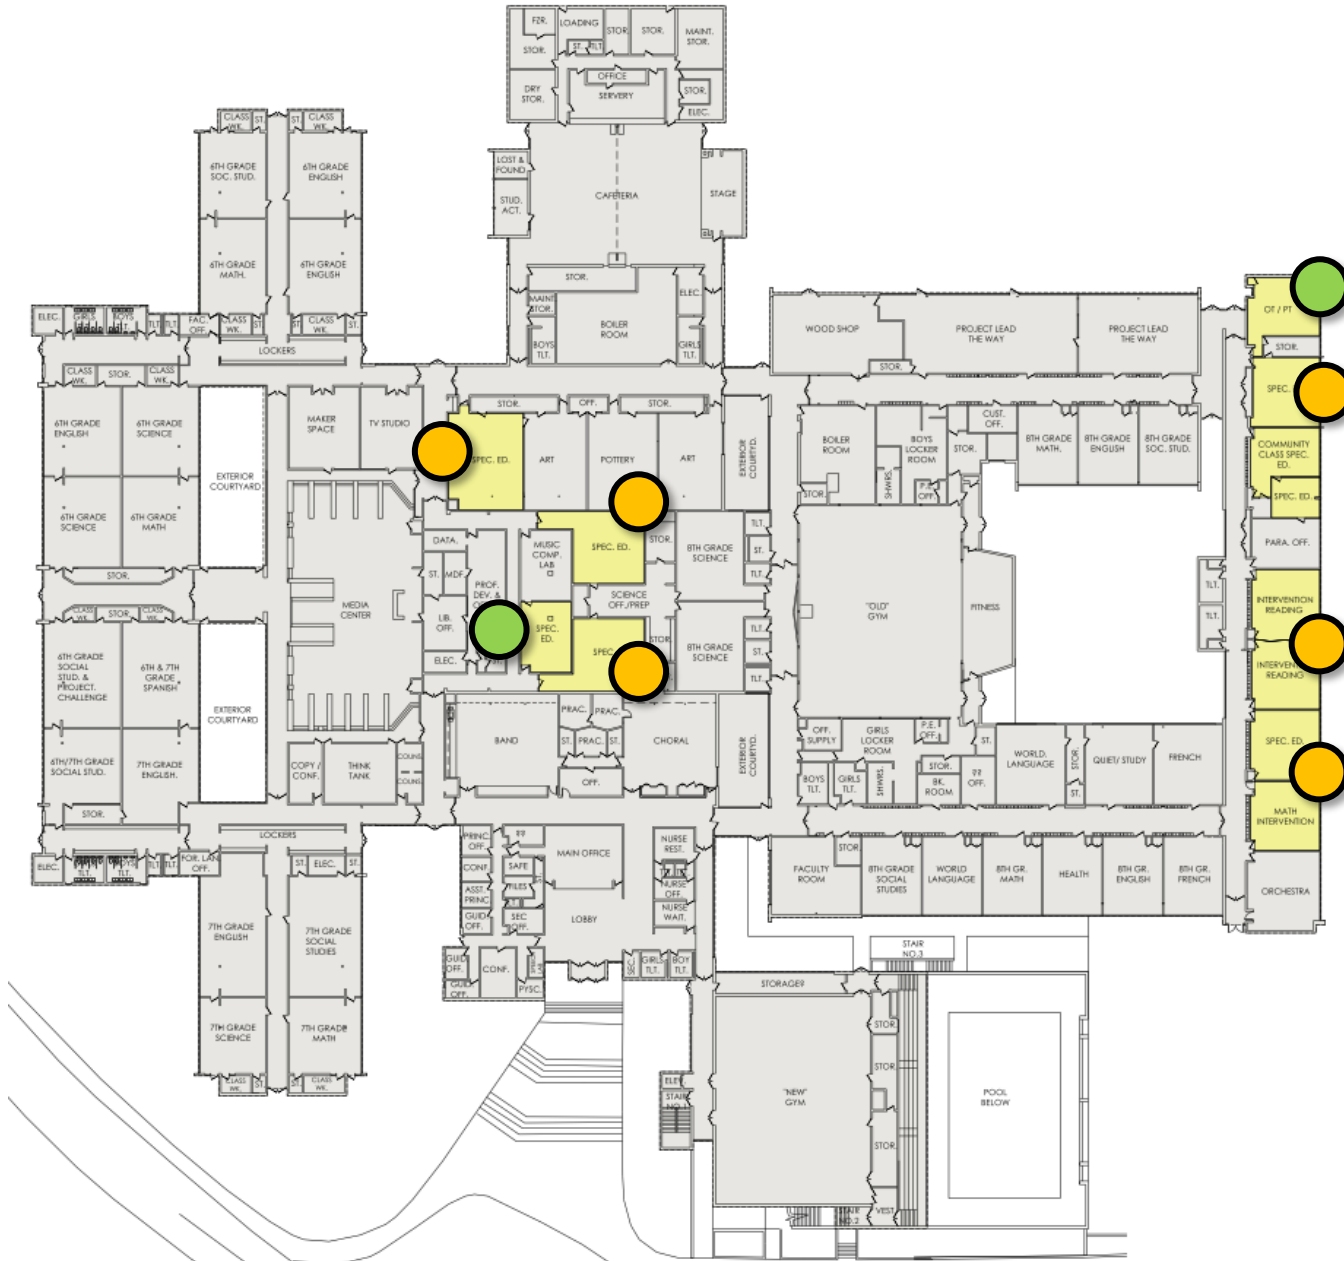 FZR.
LOADING
STOR.
STOR.
MAINT.
STOR.
STOR.
ST.
TLT.
OFFICE
DRY
STOR.
SERVERY
STOR.
ELEC.
CLASS
WK.
ST.
ST.
CLASS
WK.
6TH GRADE
SOC. STUD.
6TH GRADE
ENGLISH
LOST &
FOUND
STUD.
ACT.
CAFETERIA
STAGE
6TH GRADE
MATH.
6TH GRADE
ENGLISH
STOR.
MAINT.
STOR.
ELEC.
BOILER
ROOM
BOYS
TLT.
GIRLS
TLT.
ELEC.
GIRLS
BOYS
TLT.
TLT.
TLT.
FAC.
OFF.
CLASS
WK.
ST.
ST.
CLASS
WK.
ST.
LOCKERS
WOOD SHOP
PROJECT LEAD
THE WAY
PROJECT LEAD
THE WAY
STOR.
OT / PT
STOR.
SPEC.
CLASS
WK.
STOR.
CLASS
WK.
6TH GRADE
ENGLISH
6TH GRADE
SCIENCE
EXTERIOR
COURTYARD
MAKER
SPACE
TV STUDIO
STOR.
OFF.
STOR.
SPEC. ED.
ART
POTTERY
ART
EXTERIOR
COURTYD.
BOILER
ROOM
STOR.
BOYS
LOCKER
ROOM
SHWRS.
P.E.
OFF.
CUST.
OFF.
STOR.
8TH GRADE
MATH.
8TH GRADE
ENGLISH
8TH GRADE
SOC. STUD.
COMMUNITY
CLASS SPEC.
ED.
SPEC. ED.
PARA. OFF.
6TH GRADE
SCIENCE
6TH GRADE
MATH
STOR.
DATA.
ST.
MDF.
PROF.
DEV. &
LIB.
OFF.
ELEC.
MUSIC
COMP.
LAB
SPEC. ED.
STOR.
8TH GRADE
SCIENCE
TLT.
ST.
TLT.
SCIENCE
OFF./PREP
SPEC.
ED.
SPEC.
STOR.
8TH GRADE
SCIENCE
TLT.
ST.
TLT.
MEDIA
CENTER
"OLD"
GYM
FITNESS
TLT.
TLT.
INTERVENTION
READING
INTERVENTION
READING
CLASS
WK.
STOR.
CLASS
WK.
6TH GRADE
SOCIAL
STUD. &
PROJECT.
CHALLENGE
6TH & 7TH
GRADE
SPANISH
EXTERIOR
COURTYARD
6TH/7TH GRADE
SOCIAL STUD.
7TH GRADE
ENGLISH.
STOR.
COPY /
CONF.
THINK
TANK
COUNS.
COUNS.
BAND
PRAC.
PRAC.
ST.
PRAC.
ST.
OFF.
CHORAL
EXTERIOR
COURTYD.
OFF.
SUPPLY
GIRLS
LOCKER
ROOM
P.E.
OFF.
ST.
BOYS
TLT.
GIRLS
TLT.
SHWRS.
STOR.
BK.
ROOM
??
OFF.
WORLD.
LANGUAGE
STOR.
ST.
QUIET/ STUDY
FRENCH
SPEC. ED.
MATH
INTERVENTION
ORCHESTRA
LOCKERS
ELEC.
TLT.
BOYS
TLT.
TLT.
TLT.
FOR. LAN.
OFF.
ST.
ELEC.
ST.
7TH GRADE
ENGLISH
7TH GRADE
SOCIAL
STUDIES
7TH GRADE
SCIENCE
7TH GRADE
MATH
CLASS
WK.
ST.
ST.
CLASS
WK.
PRINC.
OFF.
??
CONF.
SAFE
FILES
ST.
ASST.
PRINC.
GUID.
OFF.
SEC
OFF.
MAIN OFFICE
LOBBY
NURSE
REST.
NURSE
OFF.
NURSE
WAIT.
GUID.
OFF.
GUID.
OFF.
CONF.
PYSC.
SEC.
GIRLS
TLT.
BOY
TLT.
FACULTY
ROOM
STOR.
8TH GRADE
SOCIAL
STUDIES
WORLD
LANGUAGE
8TH GR.
MATH
HEALTH
8TH GR.
ENGLISH
8TH GR.
FRENCH
STAIR
NO.3
STORAGE?
STOR.
STOR.
STOR.
VEST.
"NEW"
GYM
POOL
BELOW
ELEV.
STAIR
NO.1
STAIR
NO.2